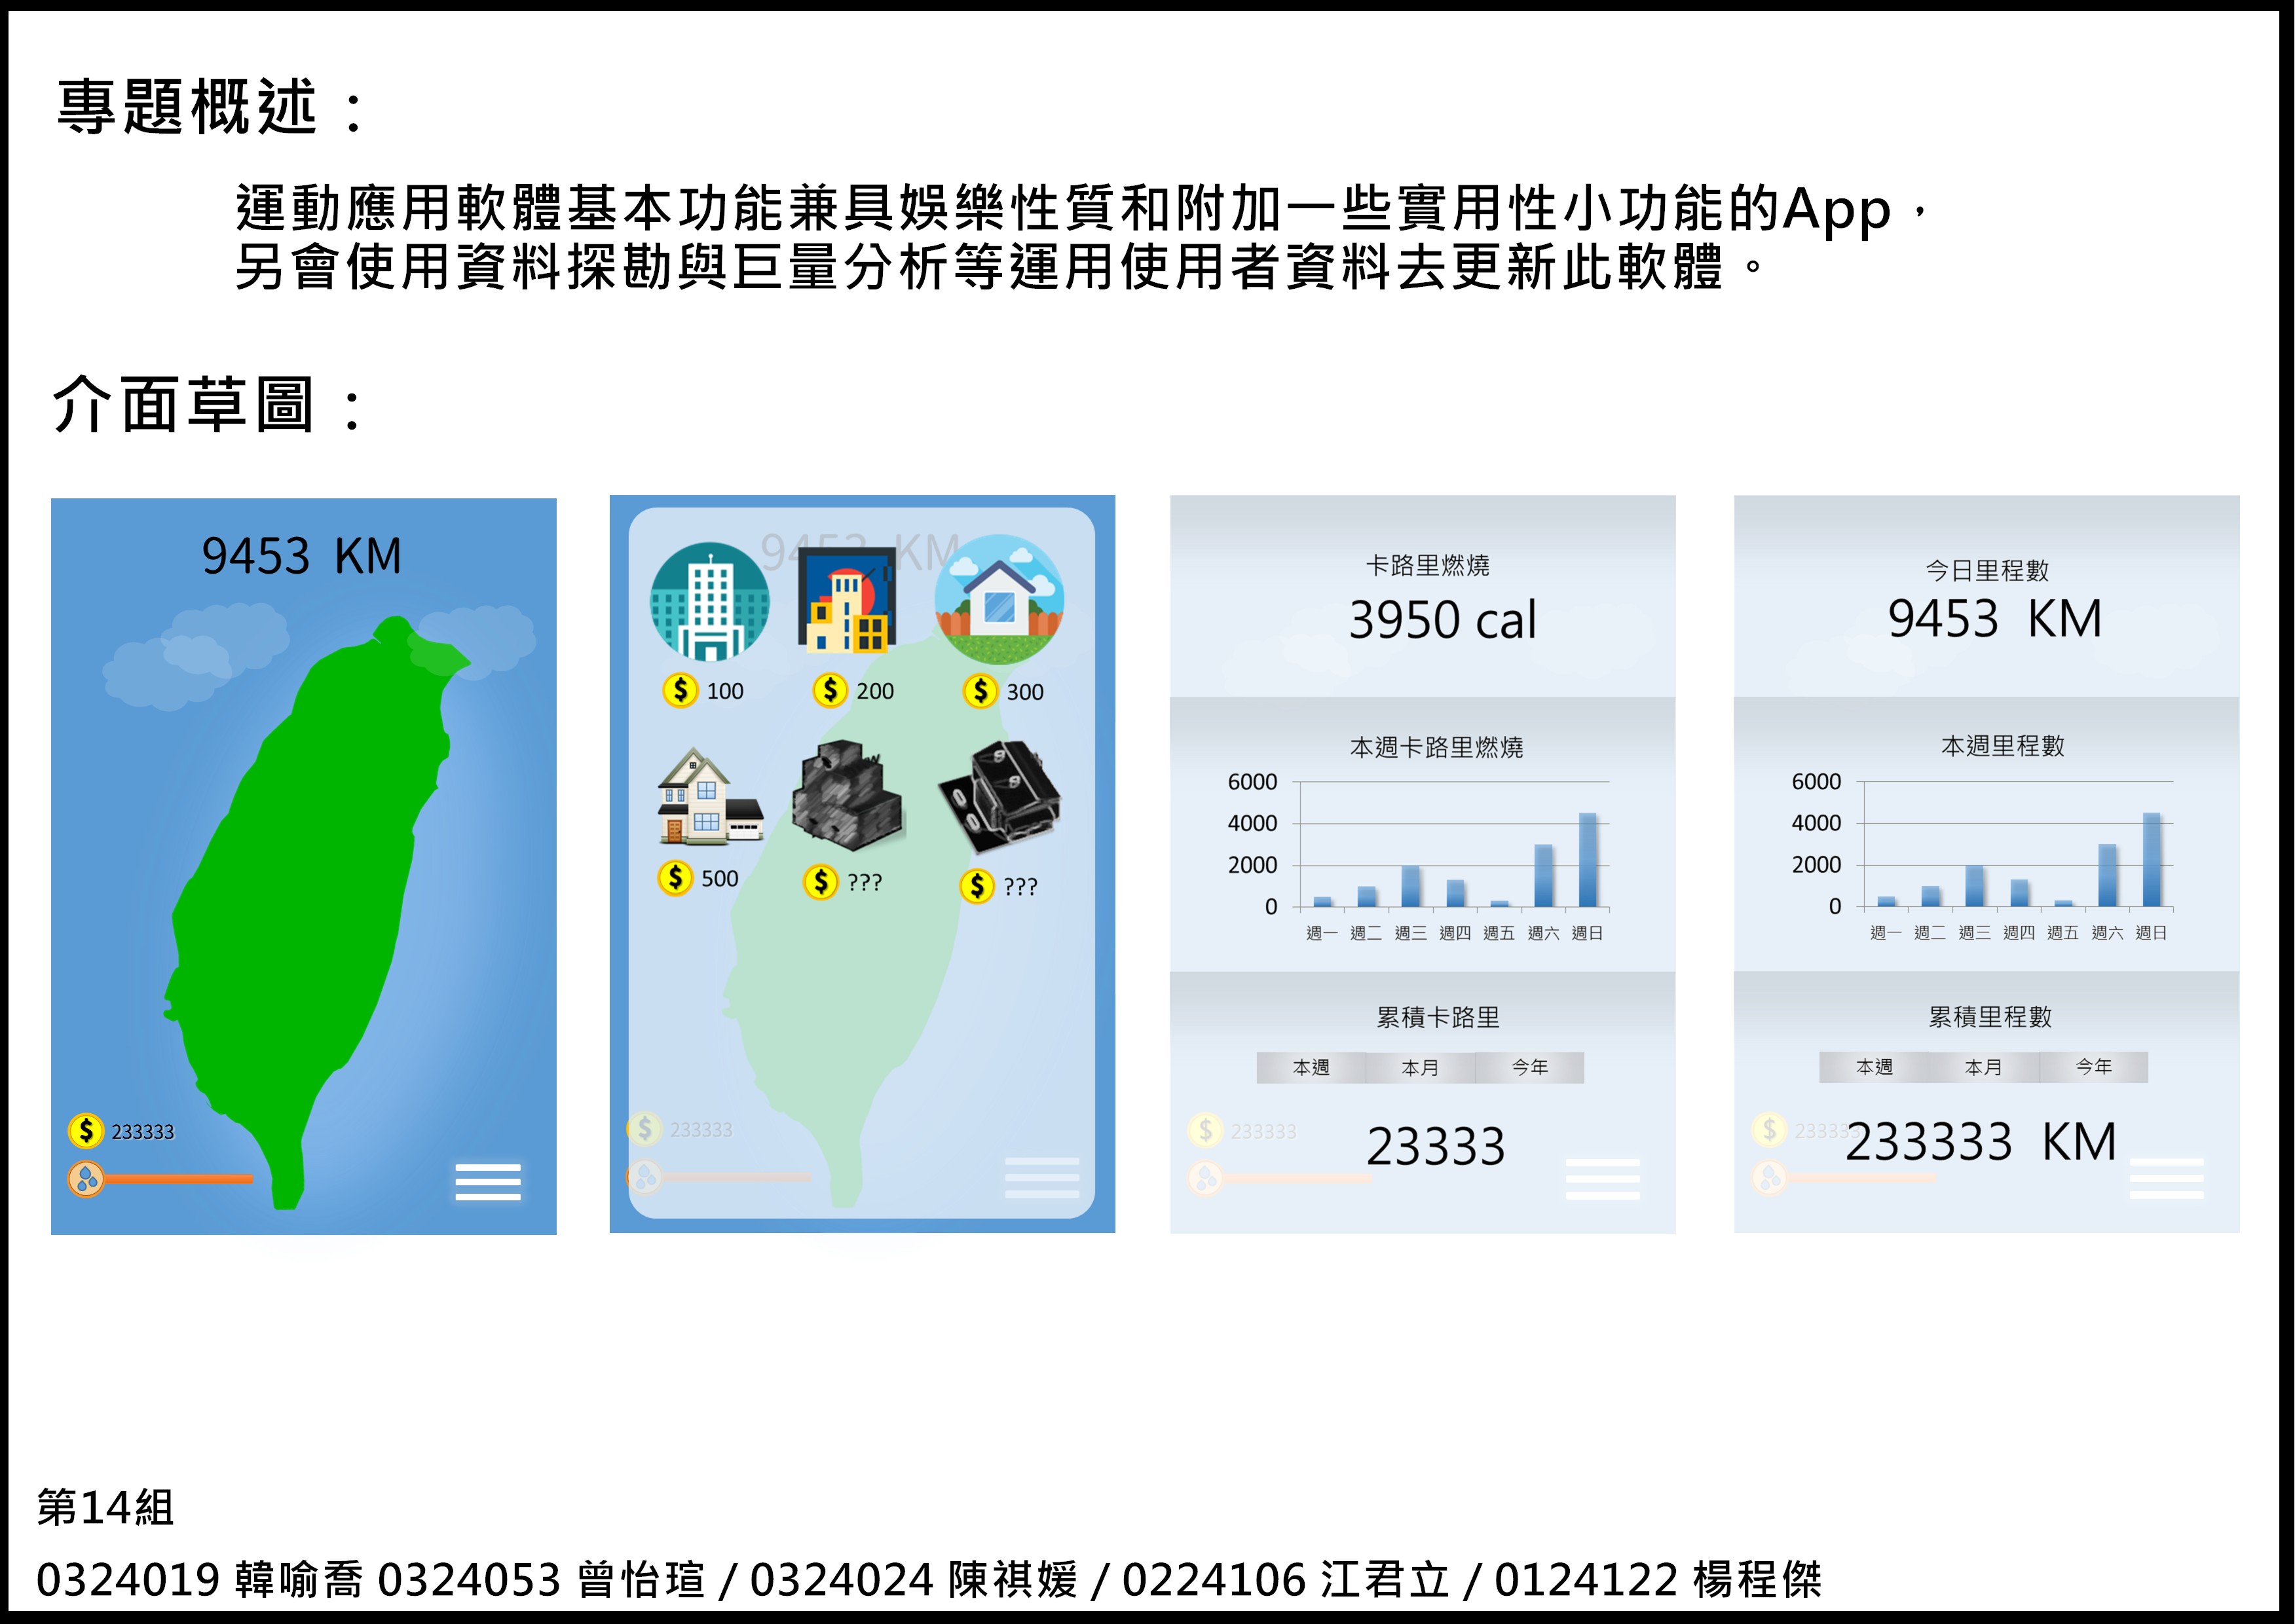 專題概述：
運動應用軟體基本功能兼具娛樂性質和附加一些實用性小功能的App，
另會使用資料探勘與巨量分析等運用使用者資料去更新此軟體。
介面草圖：
9453 KM
$ 233333
9453 KM
$ 100
$ 200
$ 300
$ 500
$ ???
$ ???
$ 233333
卡路里燃燒
3950 cal
本週卡路里燃燒
6000
4000
2000
0
週一 週二 週三 週四 週五 週六 週日
累積卡路里
本週 本月 今年
$ 233333
23333
今日里程數
9453 KM
本週里程數
6000
4000
2000
0
週一 週二 週三 週四 週五 週六 週日
累積里程數
本週 本月 今年
$ 233333
233333 KM
第14組
0324019 韓喻喬 0324053 曾怡瑄 / 0324024 陳祺媛 / 0224106 江君立 / 0124122 楊程傑